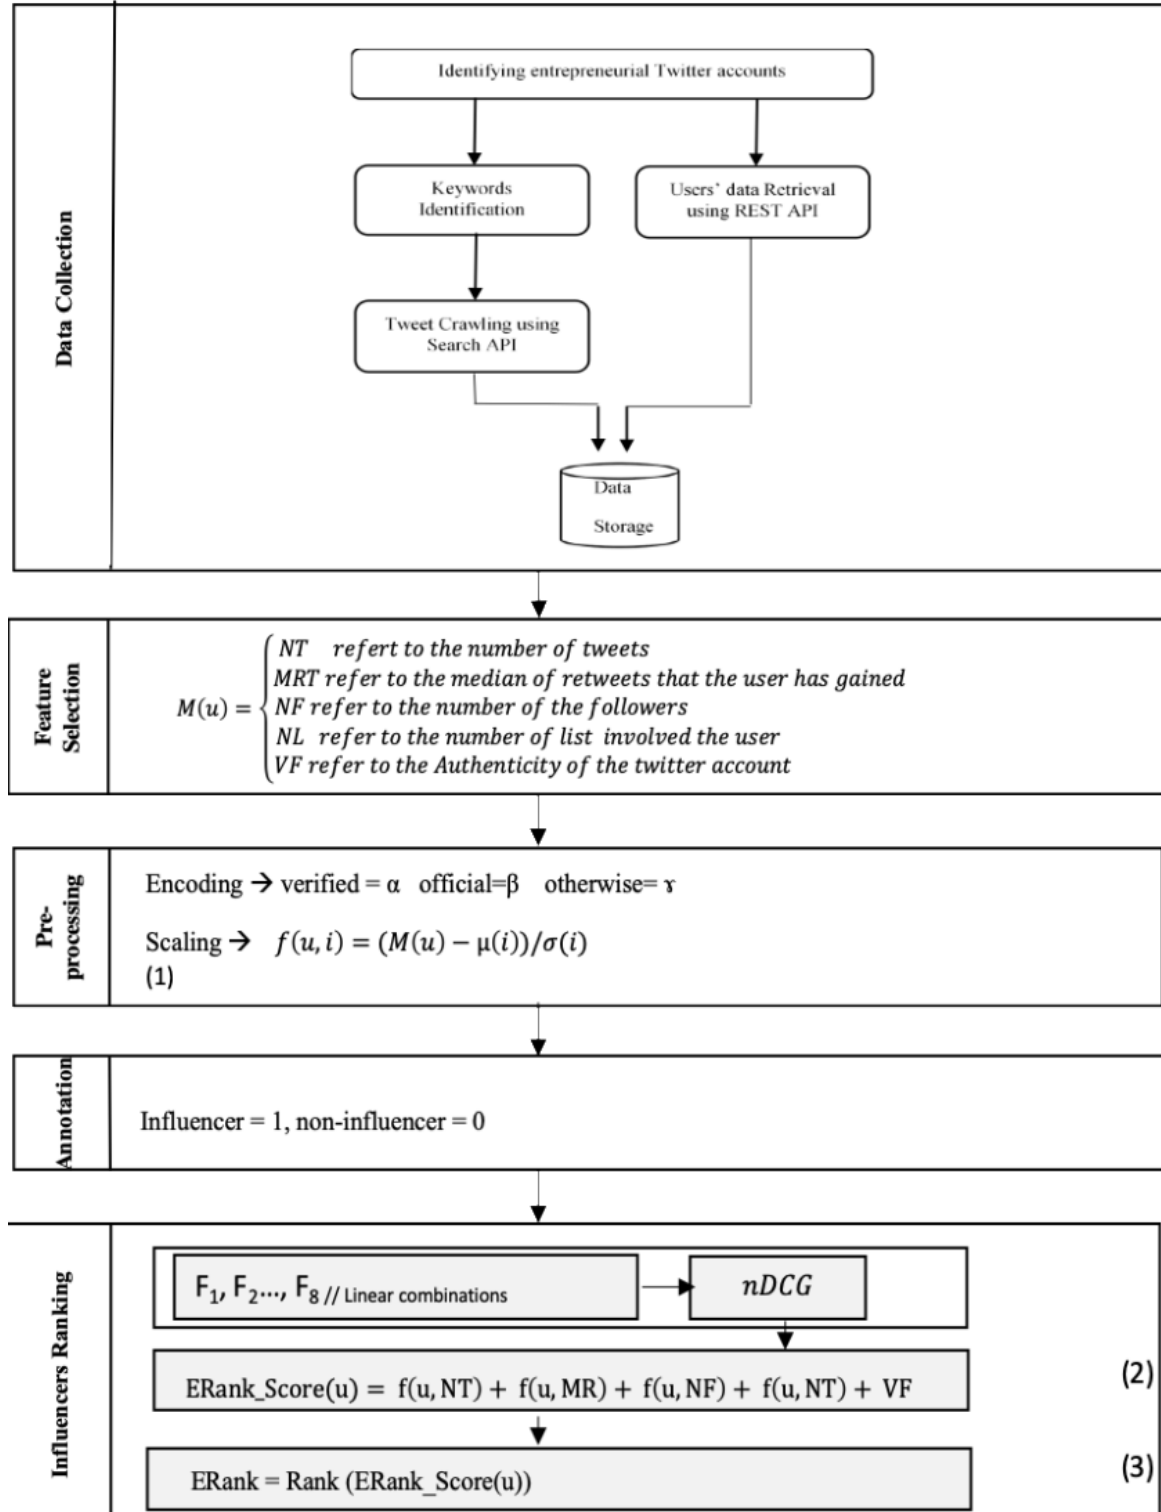 Data Collection
Identifying entrepreneurial Twitter accounts
Keywords
Identification
Users' data Retrieval
using REST API
Tweet Crawling using
Search API
Data
Storage
Feature
Selection
M(u) =
NT refert to the number of tweets
MRT refer to the median of retweets that the user has gained
NF refer to the number of the followers
NL refer to the number of list involved the user
VF refer to the Authenticity of the twitter account
Pre-
processing
Encoding → verified = α official=β otherwise= ɤ
Scaling → f(u, i) = (M(u) − µ(i))/σ(i)
(1)
Annotation
Influencer = 1, non-influencer = 0
Influencers Ranking
F1, F2..., F8 // Linear combinations
nDCG
ERank_Score(u) = f(u, NT) + f(u, MR) + f(u, NF) + f(u, NT) + VF
(2)
ERank = Rank (ERank_Score(u))
(3)